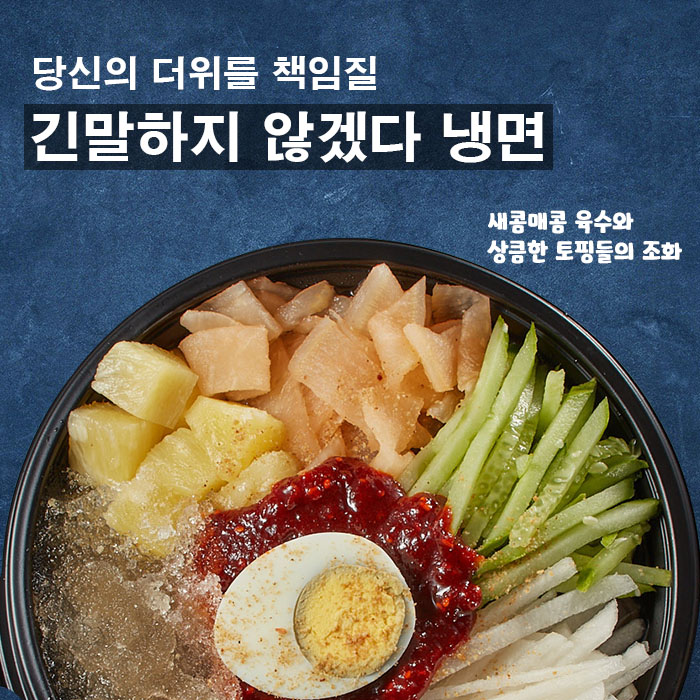 당신의 더위를 책임질
긴말하지 않겠다 냉면
새콩매콤 육수와
상큼한 토핑들의 조화